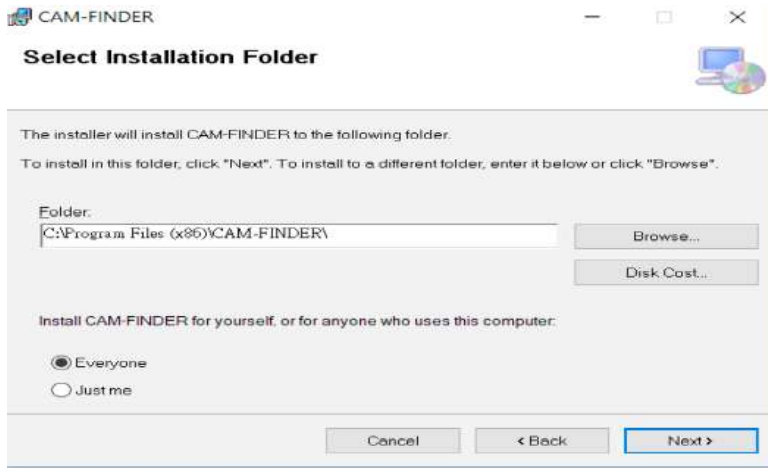 CAM-FINDER
Select Installation Folder
The installer will install CAM-FINDER to the following folder.
To install in this folder, click "Next". To install to a different folder, enter it below or click "Browse".
Folder:
C:\Program Files (x86)\CAM-FINDER\
Browse...
Disk Cost...
Install CAM-FINDER for yourself, or for anyone who uses this computer:
Everyone
Just me
Cancel
< Back
Next >